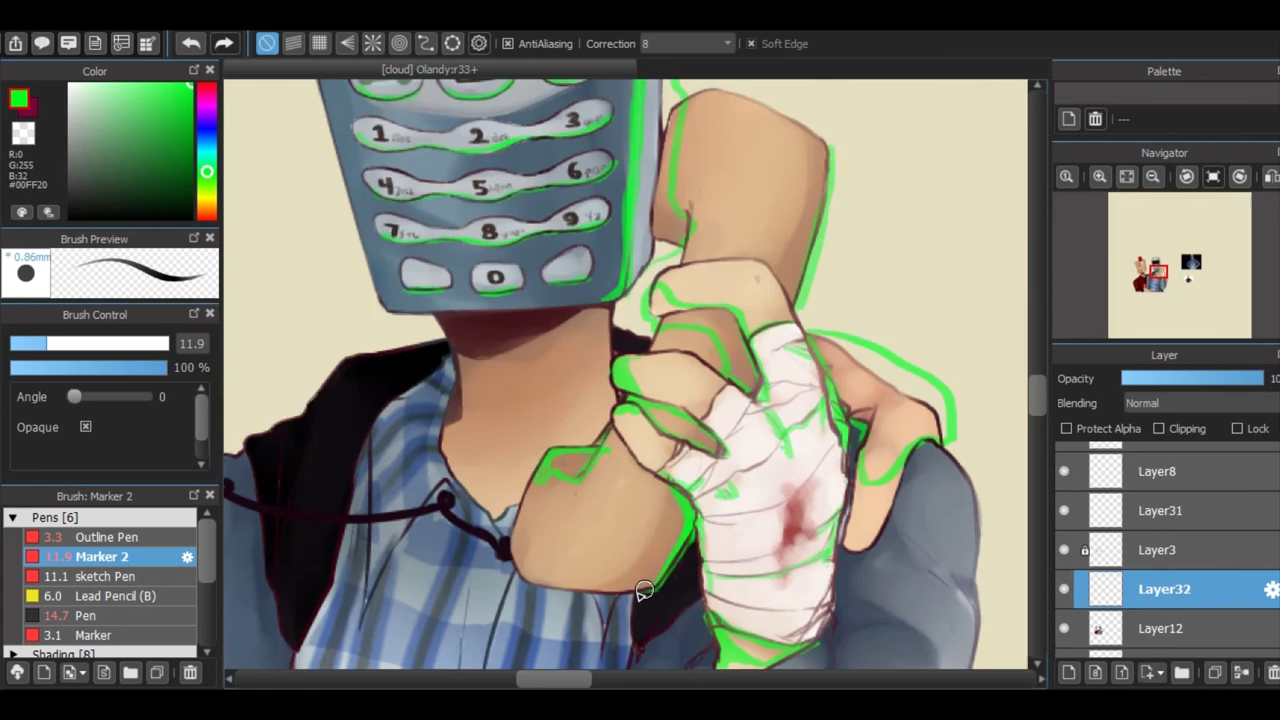 AntiAliasing Correction 8 Soft Edge
Color
[cloud] Olandy:r33+
Palette
---
R:0
G:255
B:32
#00FF20
Navigator
Brush Preview
* 0.86mm
Brush Control
11.9
100 %
Angle 0
Opaque
Brush: Marker 2
Pens [6]
3.3 Outline Pen
11.9 Marker 2
11.1 sketch Pen
6.0 Lead Pencil (B)
14.7 Pen
3.1 Marker
Shading [8]
1 2 3
4 5 6
7 8 9
0
Layer
Opacity 10
Blending Normal
Protect Alpha Clipping Lock
Layer8
Layer31
Layer3
Layer32
Layer12